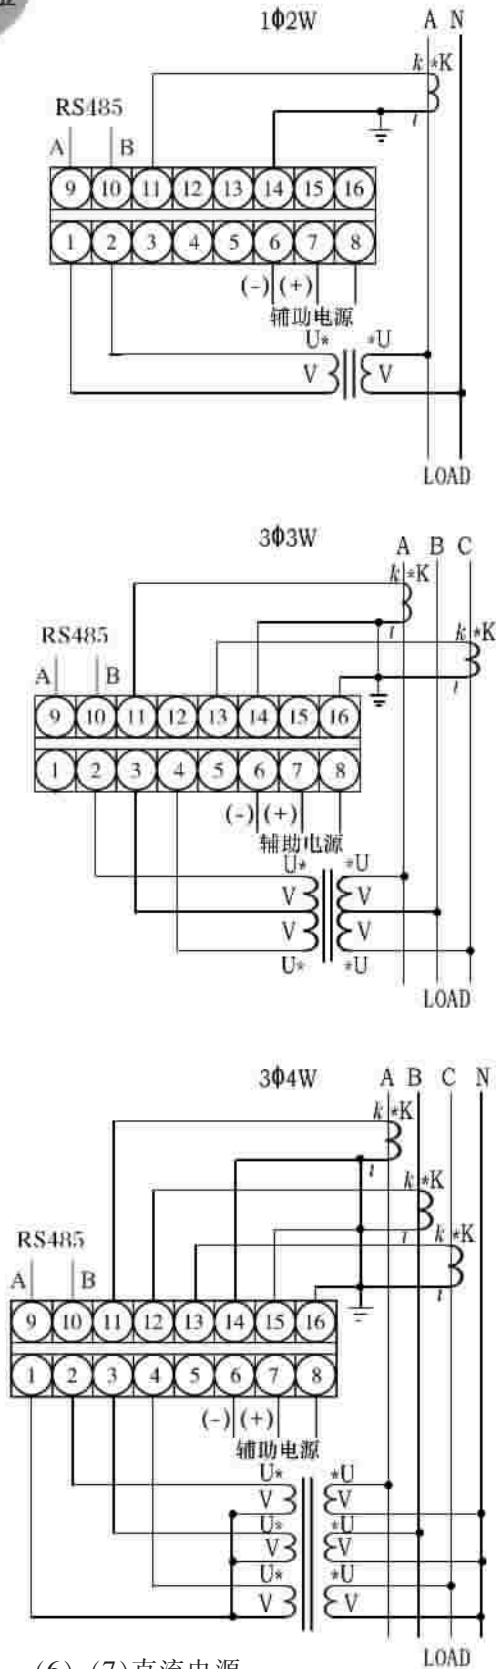 1Φ2W A N
k *K
RS485 l
A B
9 10 11 12 13 14 15 16
1 2 3 4 5 6 7 8
(-) (+)
辅助电源
U* *U
V V
LOAD
3Φ3W
A B C
k *K
RS485 l k *K
A B l
9 10 11 12 13 14 15 16
1 2 3 4 5 6 7 8
(-) (+)
辅助电源
U* *U
V V
V V
U* *U
LOAD
3Φ4W A B C N
k *K
l k *K
RS485 l k *K
A B l
9 10 11 12 13 14 15 16
1 2 3 4 5 6 7 8
(-) (+)
辅助电源
U* *U
V V
U* *U
V V
U* *U
V V
LOAD
(6) (7)直流电源